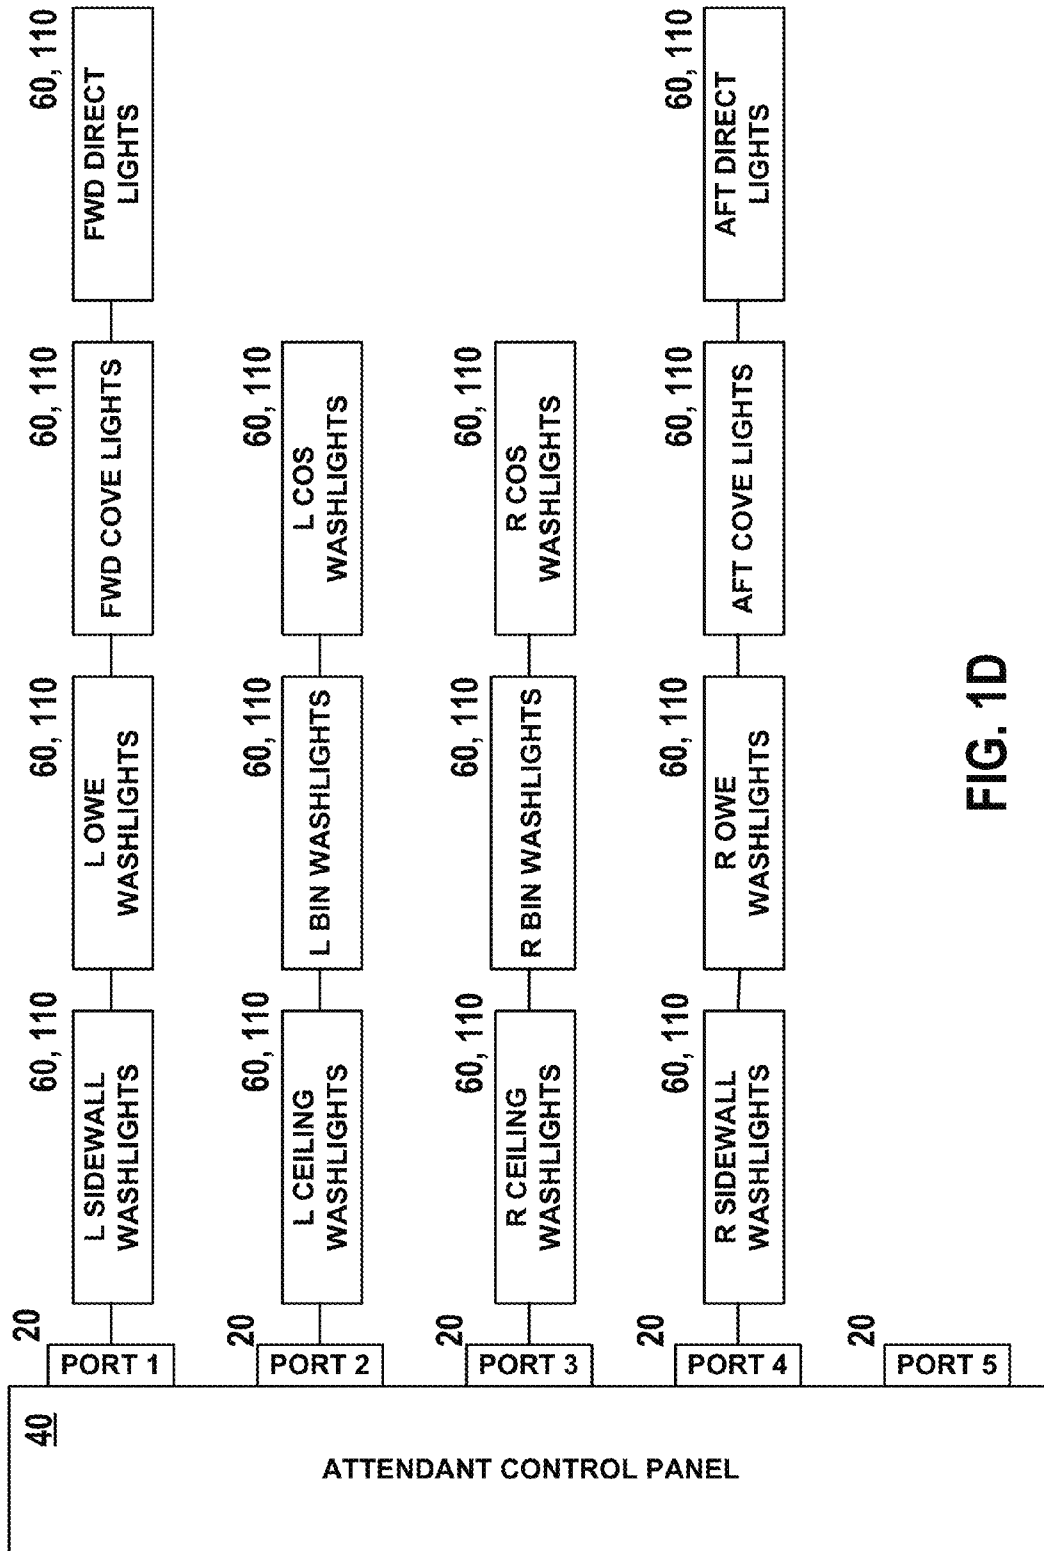 40
ATTENDANT CONTROL PANEL
20
PORT 1
60, 110
L SIDEWALL
WASHLIGHTS
60, 110
L OWE
WASHLIGHTS
60, 110
FWD COVE LIGHTS
60, 110
FWD DIRECT
LIGHTS
20
PORT 2
60, 110
L CEILING
WASHLIGHTS
60, 110
L BIN WASHLIGHTS
60, 110
L COS
WASHLIGHTS
20
PORT 3
60, 110
R CEILING
WASHLIGHTS
60, 110
R BIN WASHLIGHTS
60, 110
R COS
WASHLIGHTS
20
PORT 4
60, 110
R SIDEWALL
WASHLIGHTS
60, 110
R OWE
WASHLIGHTS
60, 110
AFT COVE LIGHTS
60, 110
AFT DIRECT
LIGHTS
20
PORT 5
FIG. 1D